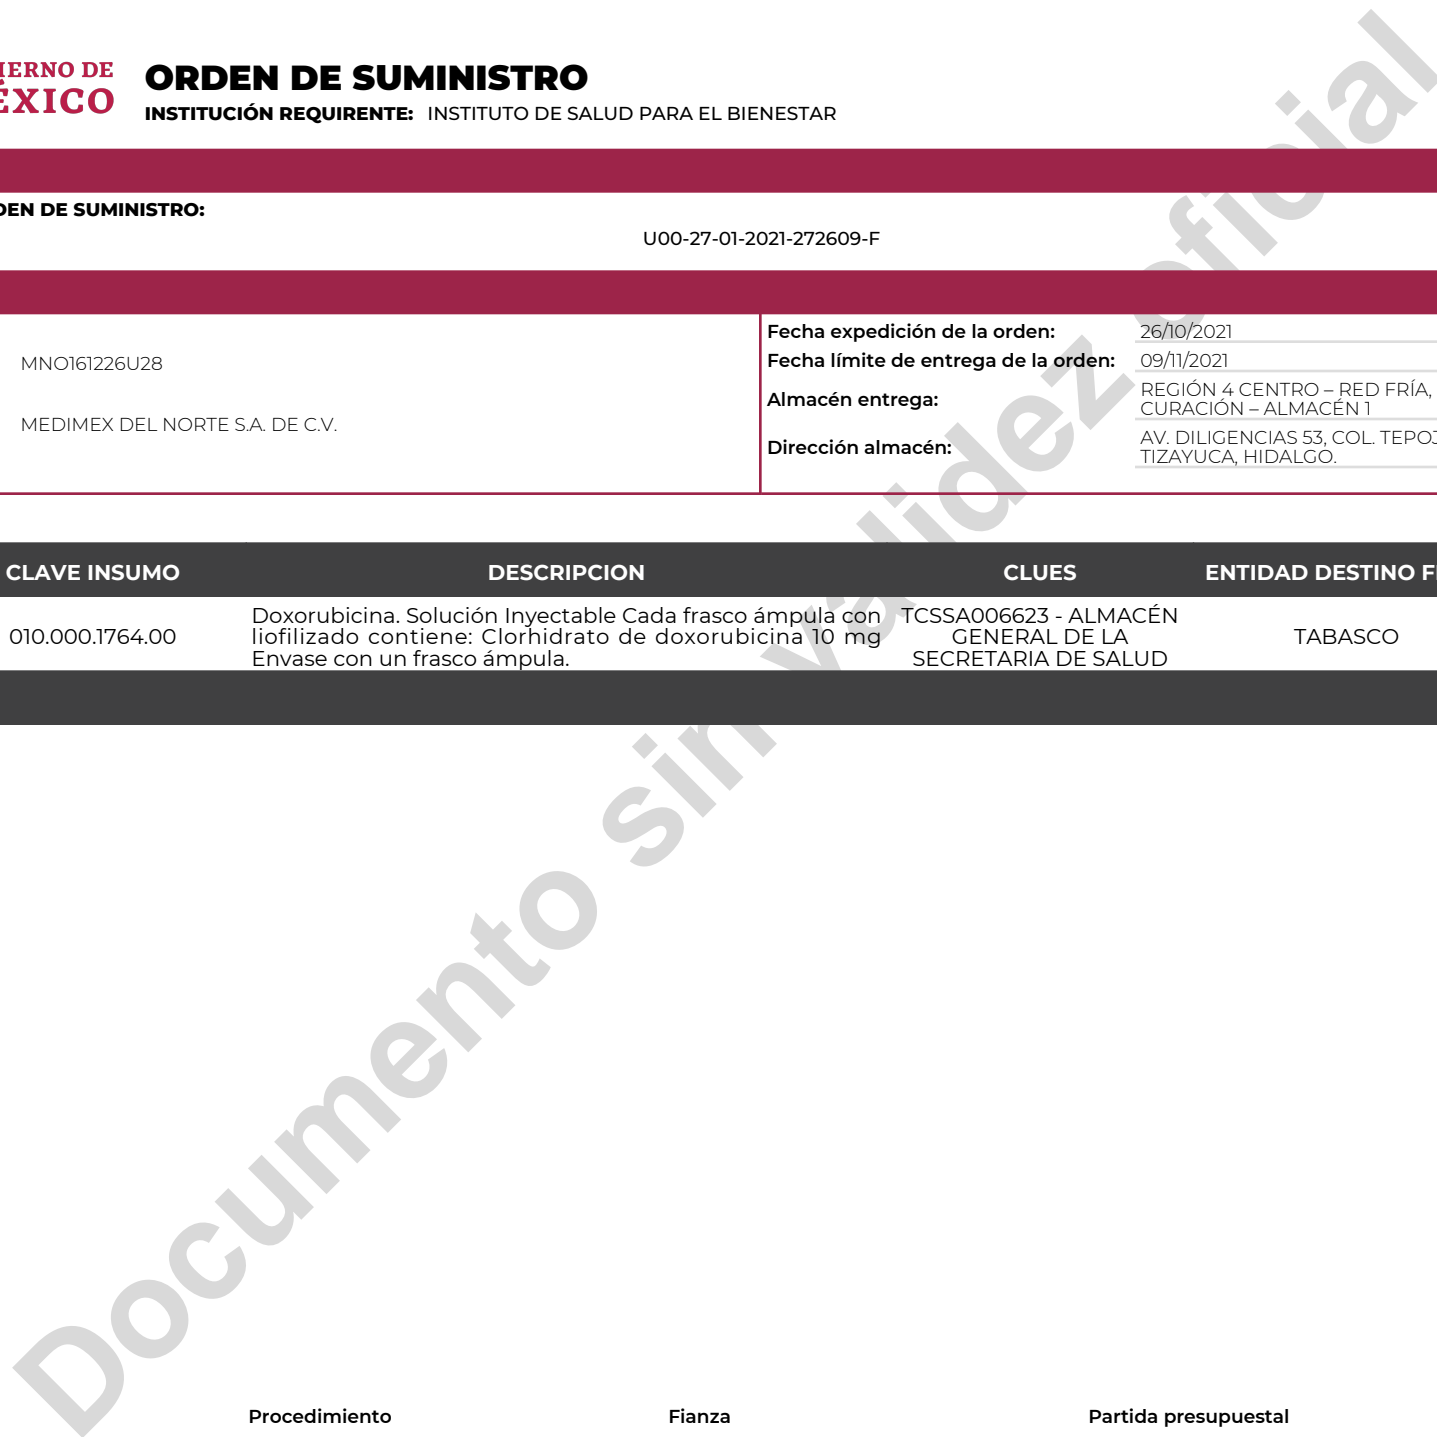 IERNO DE
ÉXICO
ORDEN DE SUMINISTRO
INSTITUCIÓN REQUIRENTE: INSTITUTO DE SALUD PARA EL BIENESTAR
DEN DE SUMINISTRO:
U00-27-01-2021-272609-F
MNO161226U28
MEDIMEX DEL NORTE S.A. DE C.V.
Fecha expedición de la orden: 26/10/2021
Fecha límite de entrega de la orden: 09/11/2021
Almacén entrega: REGIÓN 4 CENTRO – RED FRÍA,
CURACIÓN – ALMACÉN 1
Dirección almacén: AV. DILIGENCIAS 53, COL. TEPOJ
TIZAYUCA, HIDALGO.
CLAVE INSUMO DESCRIPCION CLUES ENTIDAD DESTINO FI
010.000.1764.00
Doxorubicina. Solución Inyectable Cada frasco ámpula con
liofilizado contiene: Clorhidrato de doxorubicina 10 mg
Envase con un frasco ámpula.
TCSSA006623 - ALMACÉN
GENERAL DE LA
SECRETARIA DE SALUD
TABASCO
Documento sin validez oficial
Procedimiento Fianza Partida presupuestal